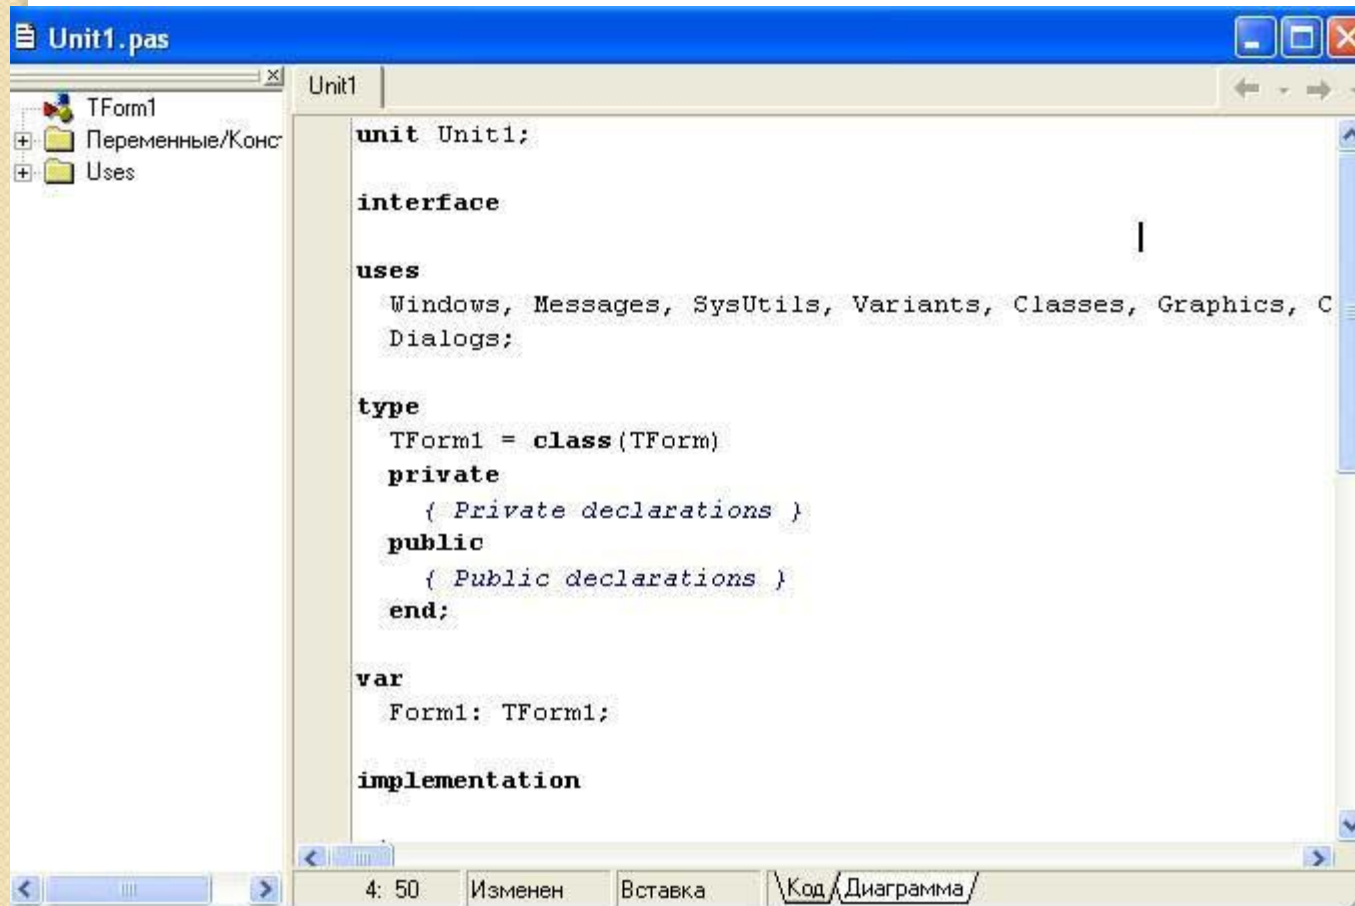 Unit1.pas
TForm1
Переменные/Конс
Uses
Unit1
unit Unit1;
interface
uses
Windows, Messages, SysUtils, Variants, Classes, Graphics, C
Dialogs;
type
TForm1 = class(TForm)
private
{ Private declarations }
public
{ Public declarations }
end;
var
Form1: TForm1;
implementation
4: 50 Изменен Вставка \Код/Диаграмма/